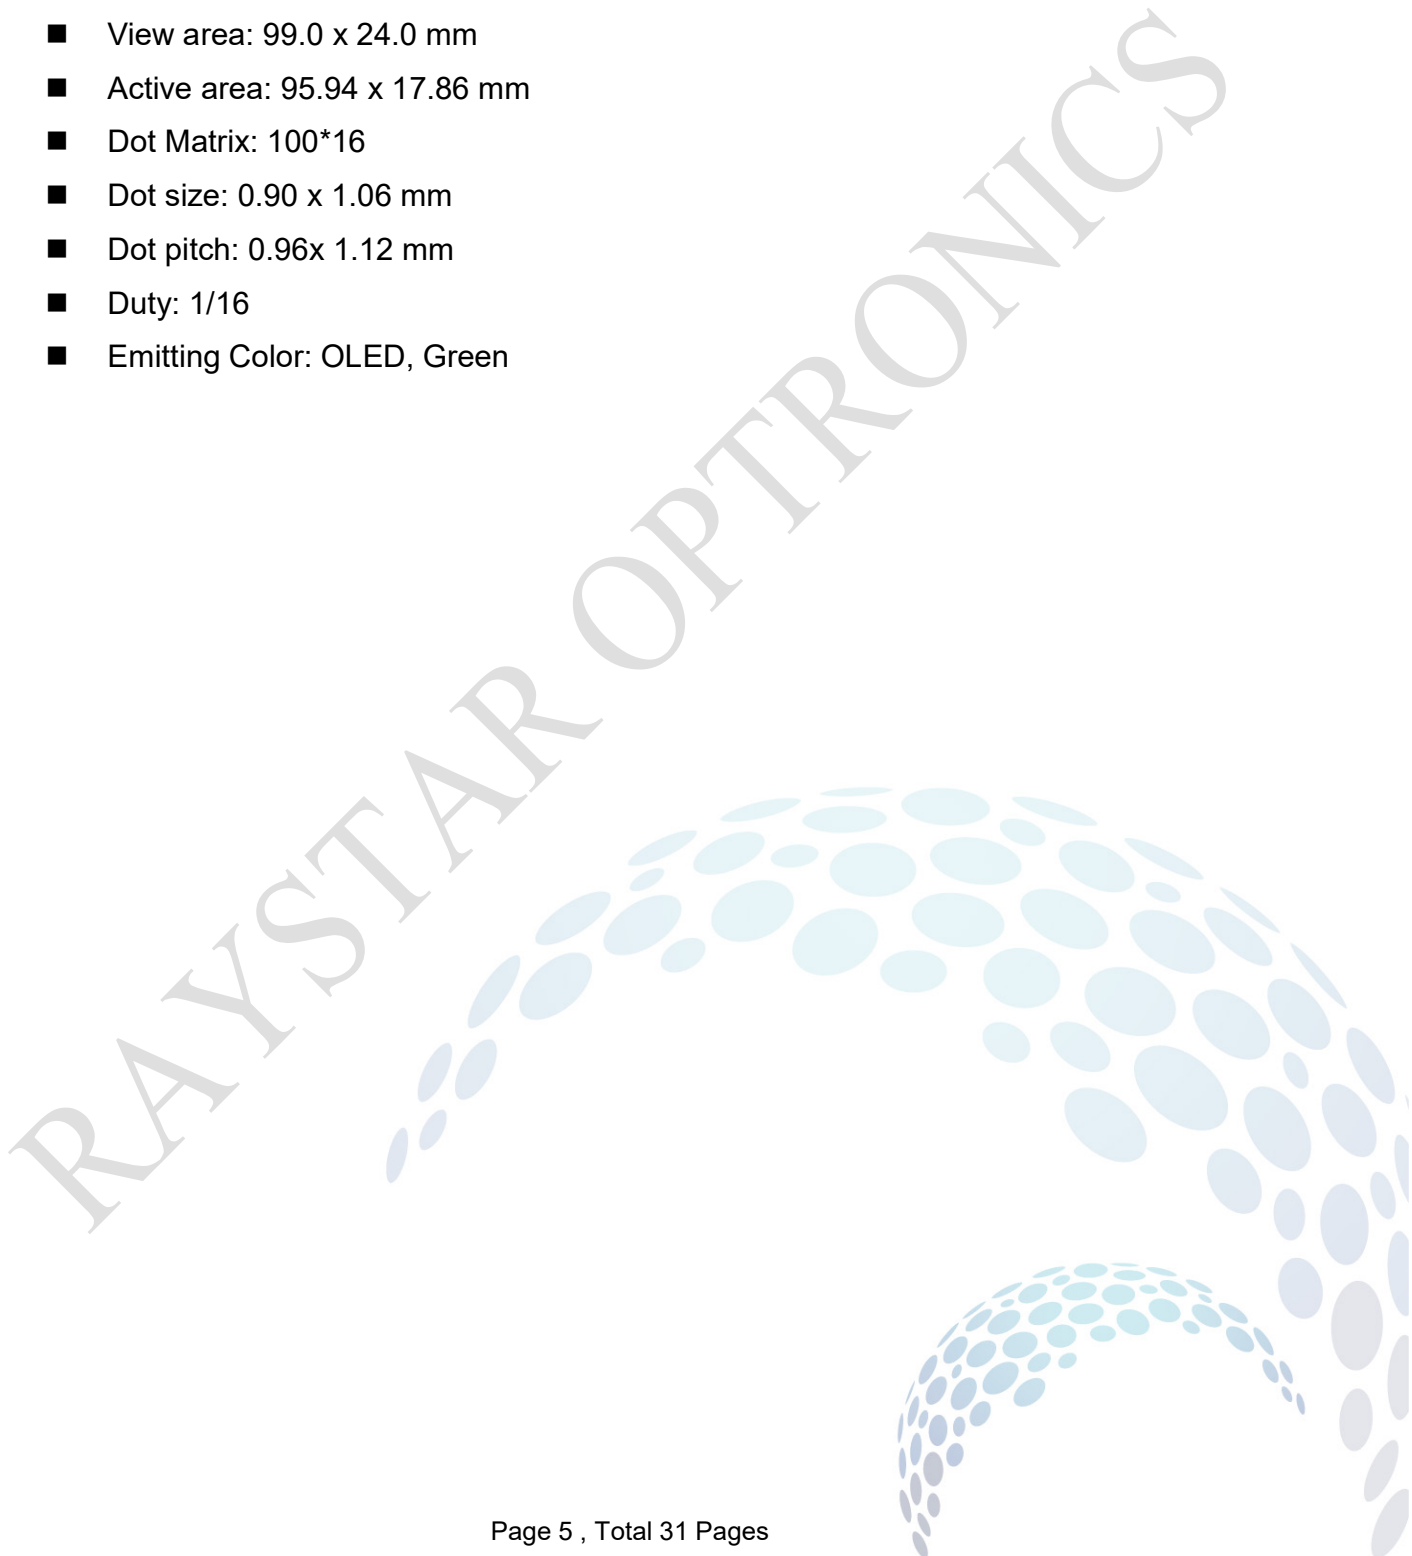 ■ View area: 99.0 x 24.0 mm
■ Active area: 95.94 x 17.86 mm
■ Dot Matrix: 100*16
■ Dot size: 0.90 x 1.06 mm
■ Dot pitch: 0.96x 1.12 mm
■ Duty: 1/16
■ Emitting Color: OLED, Green
RAYSTAR OPTRONICS
Page 5 , Total 31 Pages